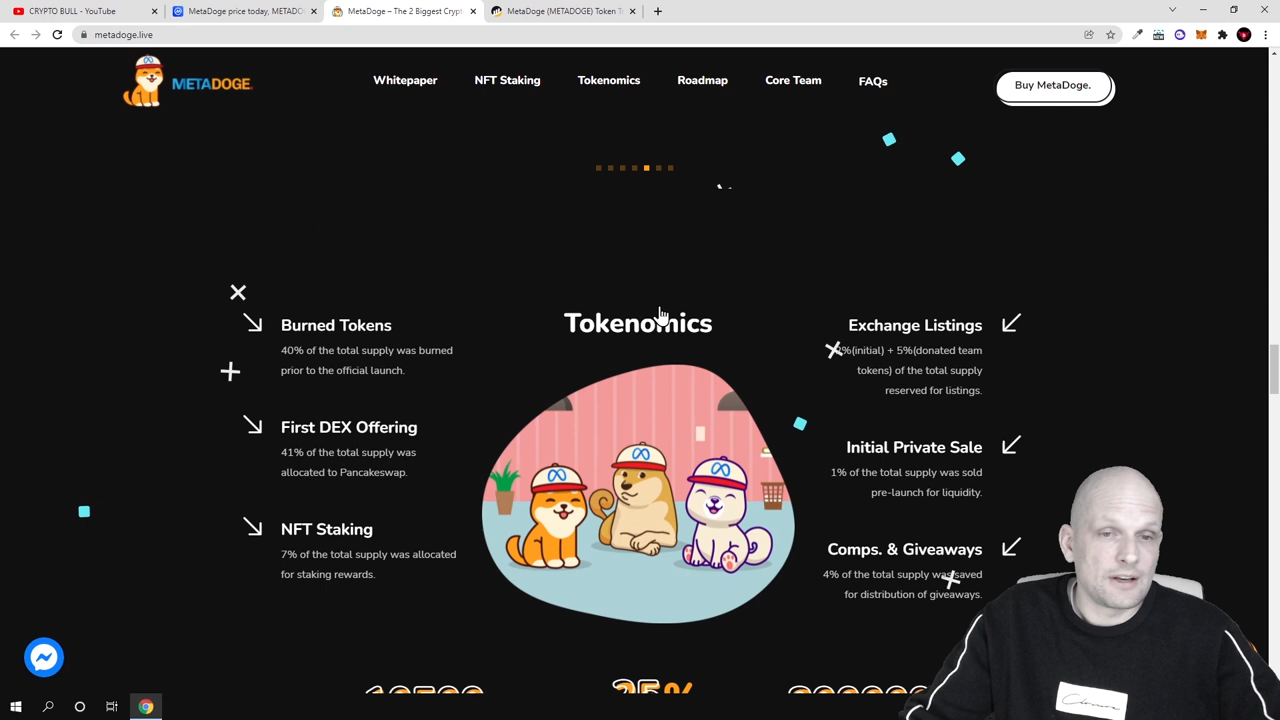 CRYPTO BULL - YouTube
MetaDoge price today, METADO
MetaDoge – The 2 Biggest Crypt
MetaDoge (METADOGE) Token Tr
metadoge.live
METADOGE.
Whitepaper
NFT Staking
Tokenomics
Roadmap
Core Team
FAQs
Buy MetaDoge.
Tokenomics
Burned Tokens
40% of the total supply was burned
prior to the official launch.
First DEX Offering
41% of the total supply was
allocated to Pancakeswap.
NFT Staking
7% of the total supply was allocated
for staking rewards.
Exchange Listings
(initial) + 5%(donated team
tokens) of the total supply
reserved for listings.
Initial Private Sale
1% of the total supply was sold
pre-launch for liquidity.
Comps. & Giveaways
4% of the total supply was saved
for distribution of giveaways.
35%